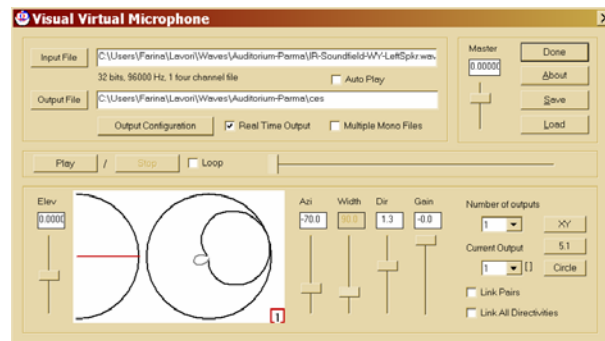 Visual Virtual Microphone
Input File C:\Users\Farina\Lavori\Waves\Auditorium-Parma\IR-Soundfield-WY-LeftSpkr.wav
32 bits, 96000 Hz, 1 four channel file Auto Play
Output File C:\Users\Farina\Lavori\Waves\Auditorium-Parma\ces
Output Configuration Real Time Output Multiple Mono Files
Master
0.00000
Done
About
Save
Load
Play / Stop Loop
Elev
0.0000
1
Azi Width Dir Gain
-70.0 90.0 1.3 -0.0
Number of outputs
1 XY
Current Output 5.1
1 [] Circle
Link Pairs
Link All Directivities